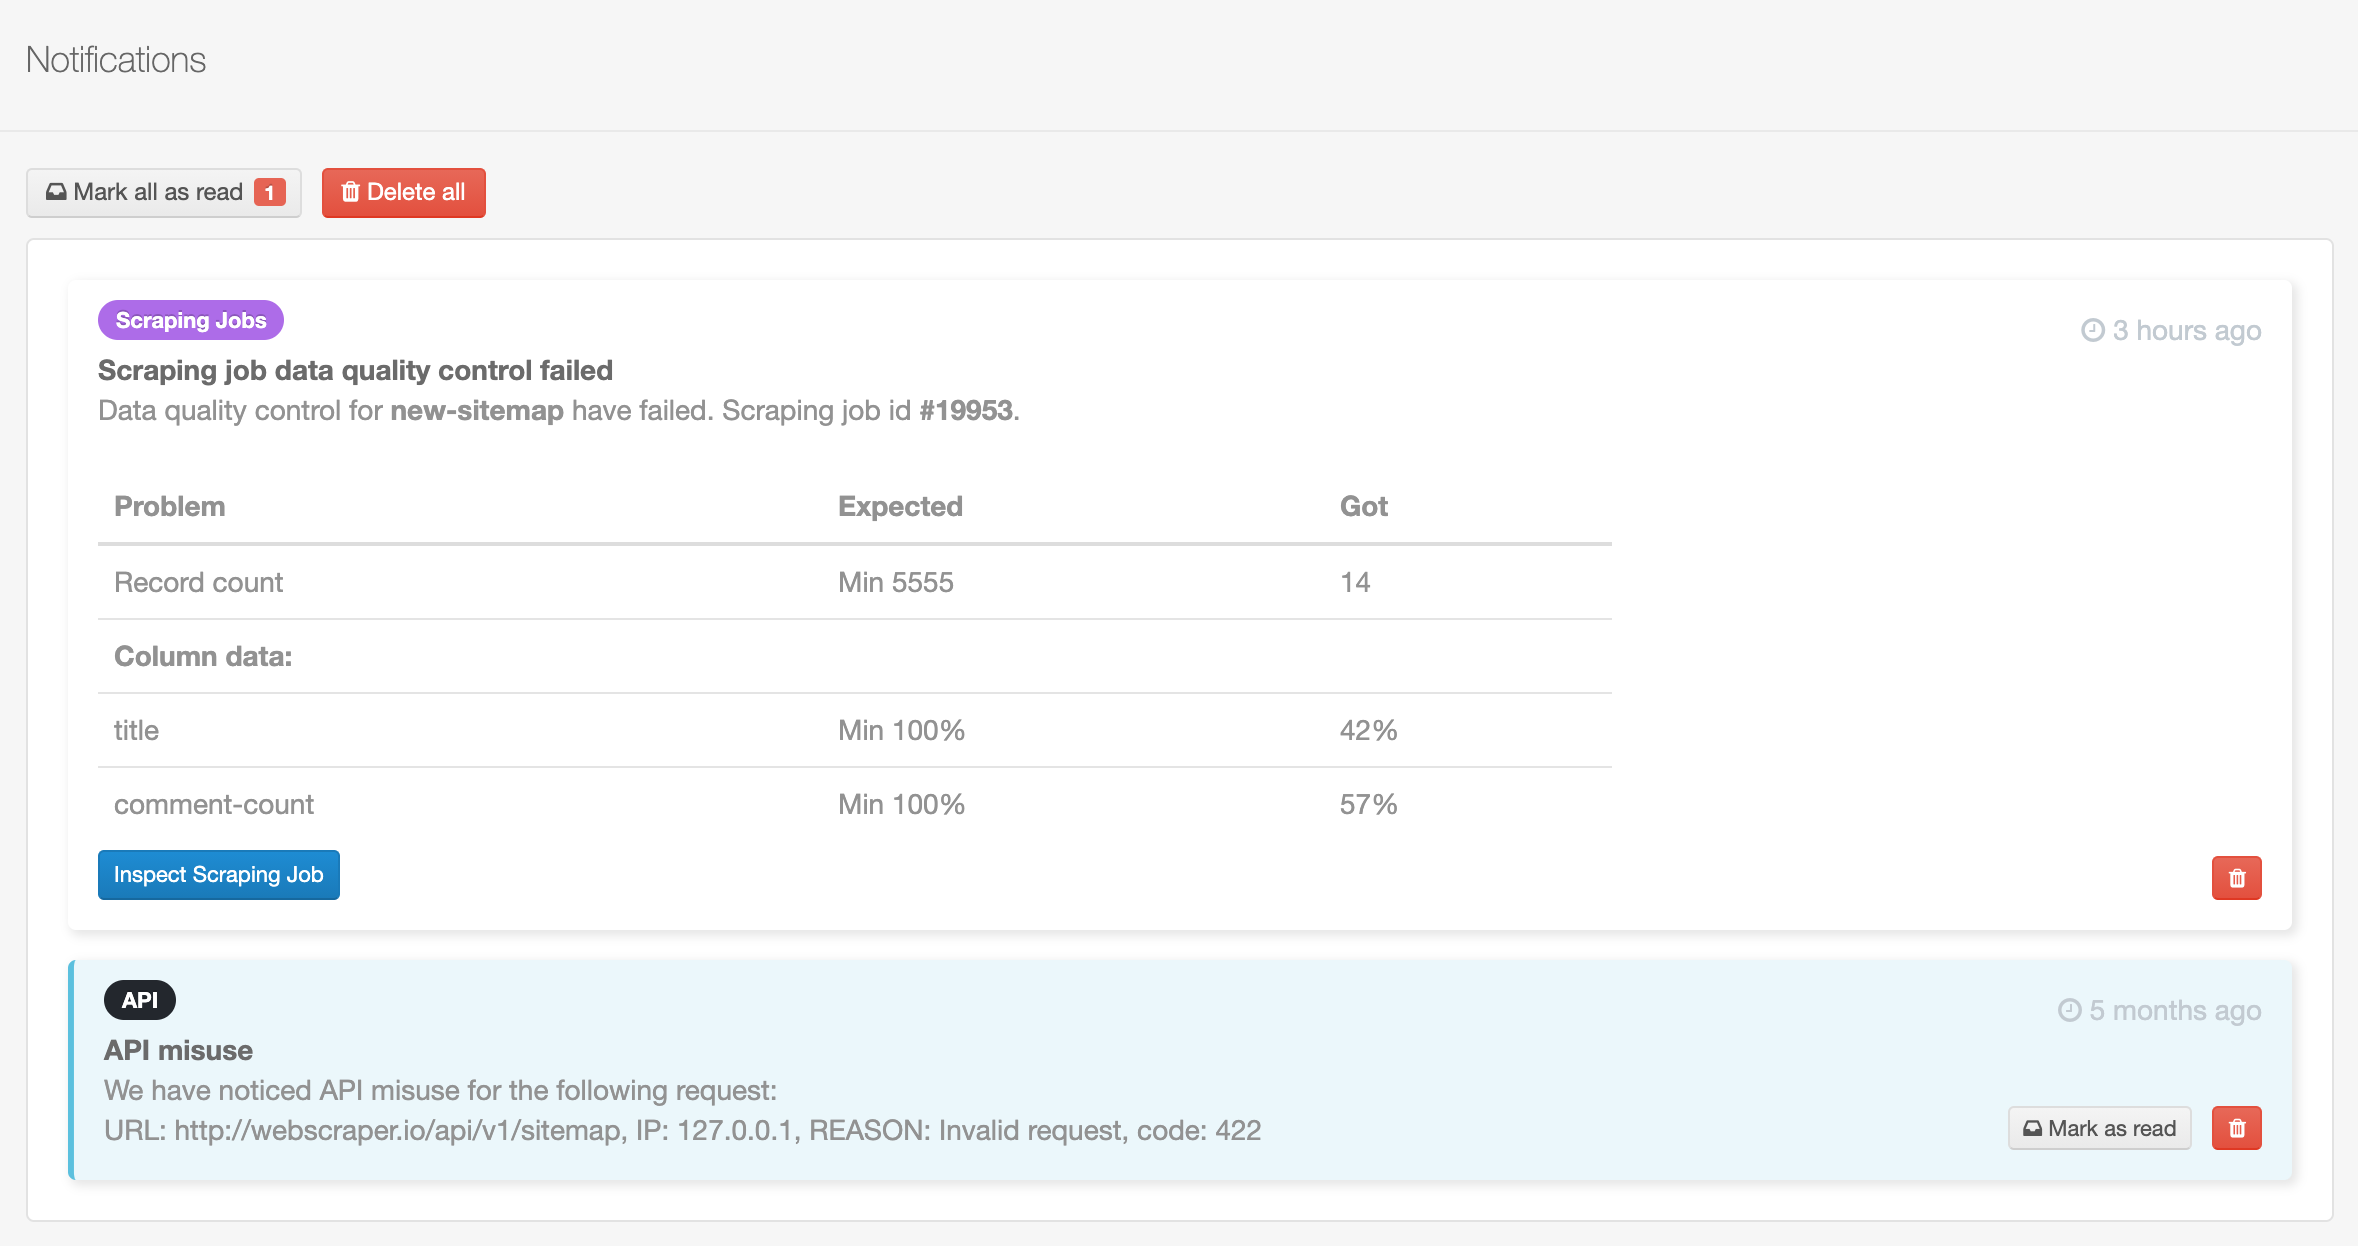 Notifications
Mark all as read 1
Delete all
Scraping Jobs
3 hours ago
Scraping job data quality control failed
Data quality control for new-sitemap have failed. Scraping job id #19953.
Problem Expected Got
Record count Min 5555 14
Column data:
title Min 100% 42%
comment-count Min 100% 57%
Inspect Scraping Job
API
5 months ago
API misuse
We have noticed API misuse for the following request:
URL: http://webscraper.io/api/v1/sitemap, IP: 127.0.0.1, REASON: Invalid request, code: 422
Mark as read